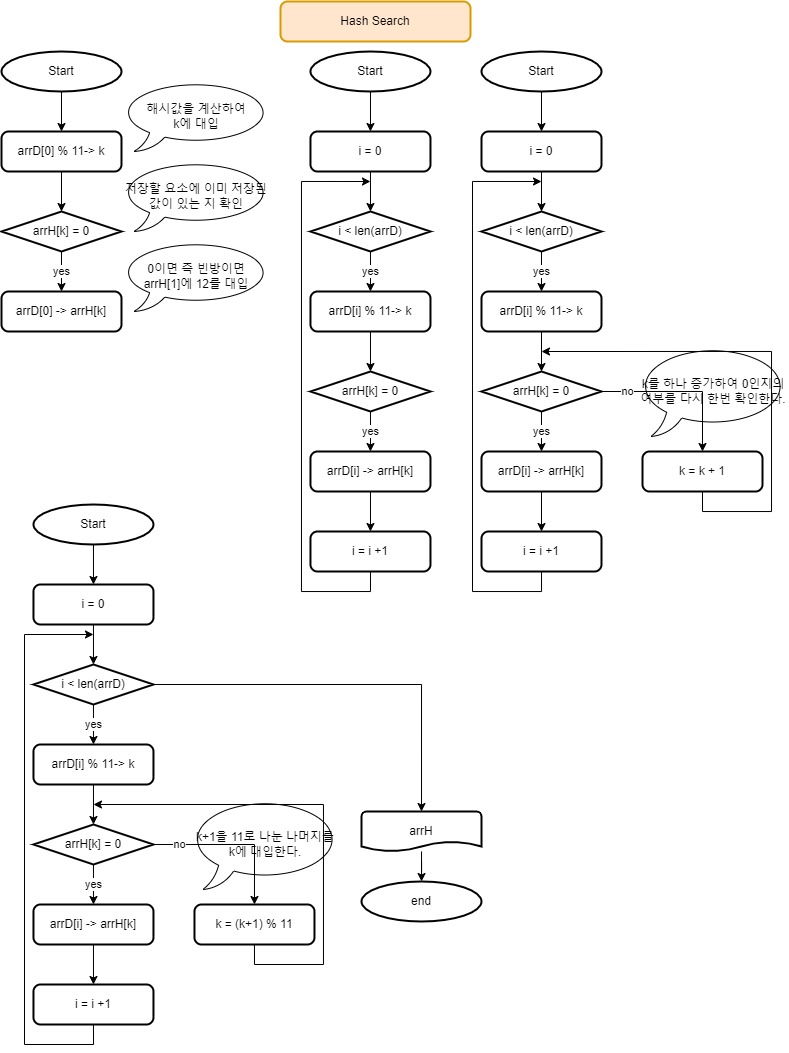 Hash Search
Start
arrD[0] % 11-> k
arrH[k] = 0
yes
arrD[0] -> arrH[k]
해시값을 계산하여
k에 대입
저장할 요소에 이미 저장된
값이 있는 지 확인
0이면 즉 빈방이면
arrH[1]에 12를 대입
Start
i = 0
i < len(arrD)
yes
arrD[i] % 11-> k
arrH[k] = 0
yes
arrD[i] -> arrH[k]
i = i +1
Start
i = 0
i < len(arrD)
yes
arrD[i] % 11-> k
arrH[k] = 0
no
yes
arrD[i] -> arrH[k]
i = i +1
k를 하나 증가하여 0인지의
여부를 다시 한번 확인한다.
k = k + 1
Start
i = 0
i < len(arrD)
yes
arrD[i] % 11-> k
arrH[k] = 0
no
yes
arrD[i] -> arrH[k]
i = i +1
k+1을 11로 나눈 나머지를
k에 대입한다.
k = (k+1) % 11
arrH
end